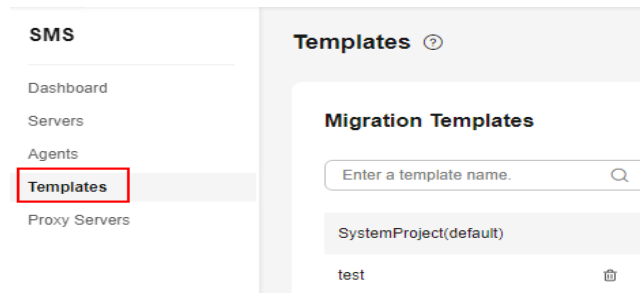 SMS
Dashboard
Servers
Agents
Templates
Proxy Servers
Templates ?
Migration Templates
Enter a template name.
SystemProject(default)
test